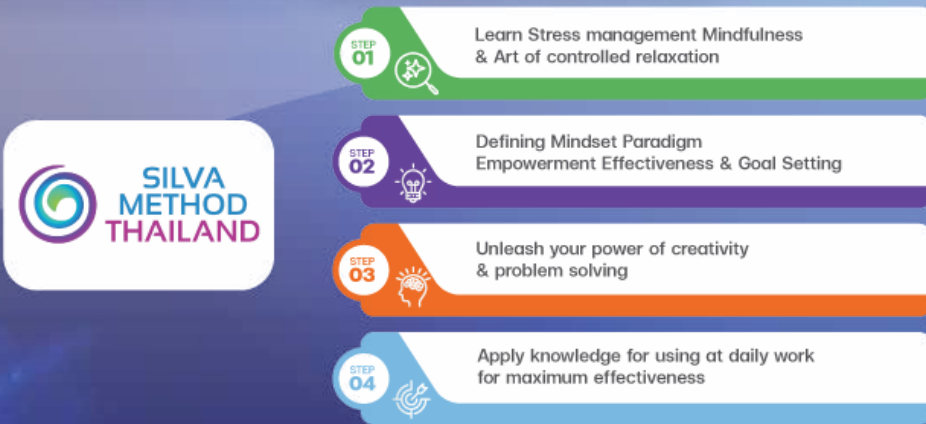 SILVA
METHOD
THAILAND
STEP
01
Learn Stress management Mindfulness
& Art of controlled relaxation
STEP
02
Defining Mindset Paradigm
Empowerment Effectiveness & Goal Setting
STEP
03
Unleash your power of creativity
& problem solving
STEP
04
Apply knowledge for using at daily work
for maximum effectiveness